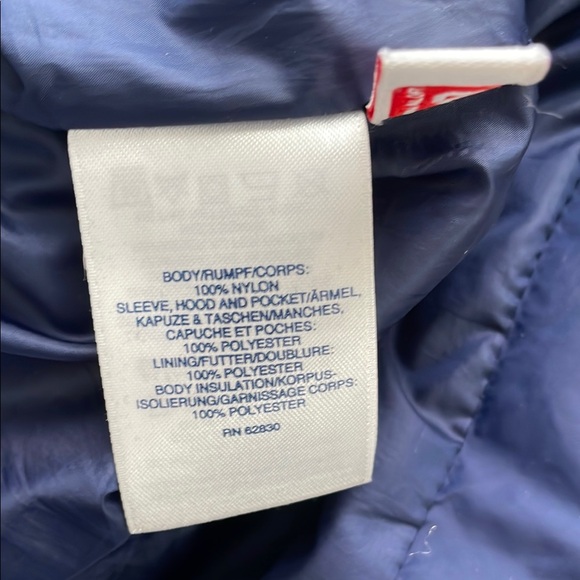 BODY/RUMPF/CORPS:
100% NYLON
SLEEVE, HOOD AND POCKET/ÄRMEL,
KAPUZE & TASCHEN/MANCHES,
CAPUCHE ET POCHES:
100% POLYESTER
LINING/FUTTER/DOUBLURE:
100% POLYESTER
BODY INSULATION/KORPUS-
ISOLIERUNG/GARNISSAGE CORPS:
100% POLYESTER
RN 62830